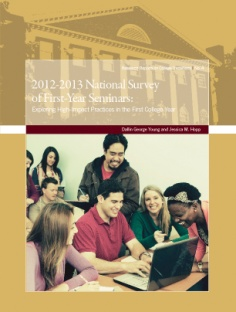 2012-2013 National Survey
of First-Year Seminars:
Exploring High-Impact Practices in the First College Year
Dallin George Young and Jessica M. Hopp